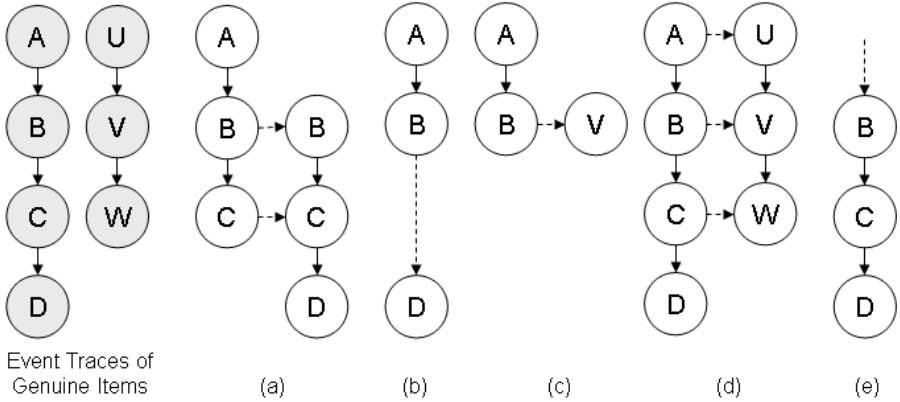 A U A A A A U
B V B B B B V B V B
C W C C C W C
D D D D D
Event Traces of
Genuine Items
(a) (b) (c) (d) (e)